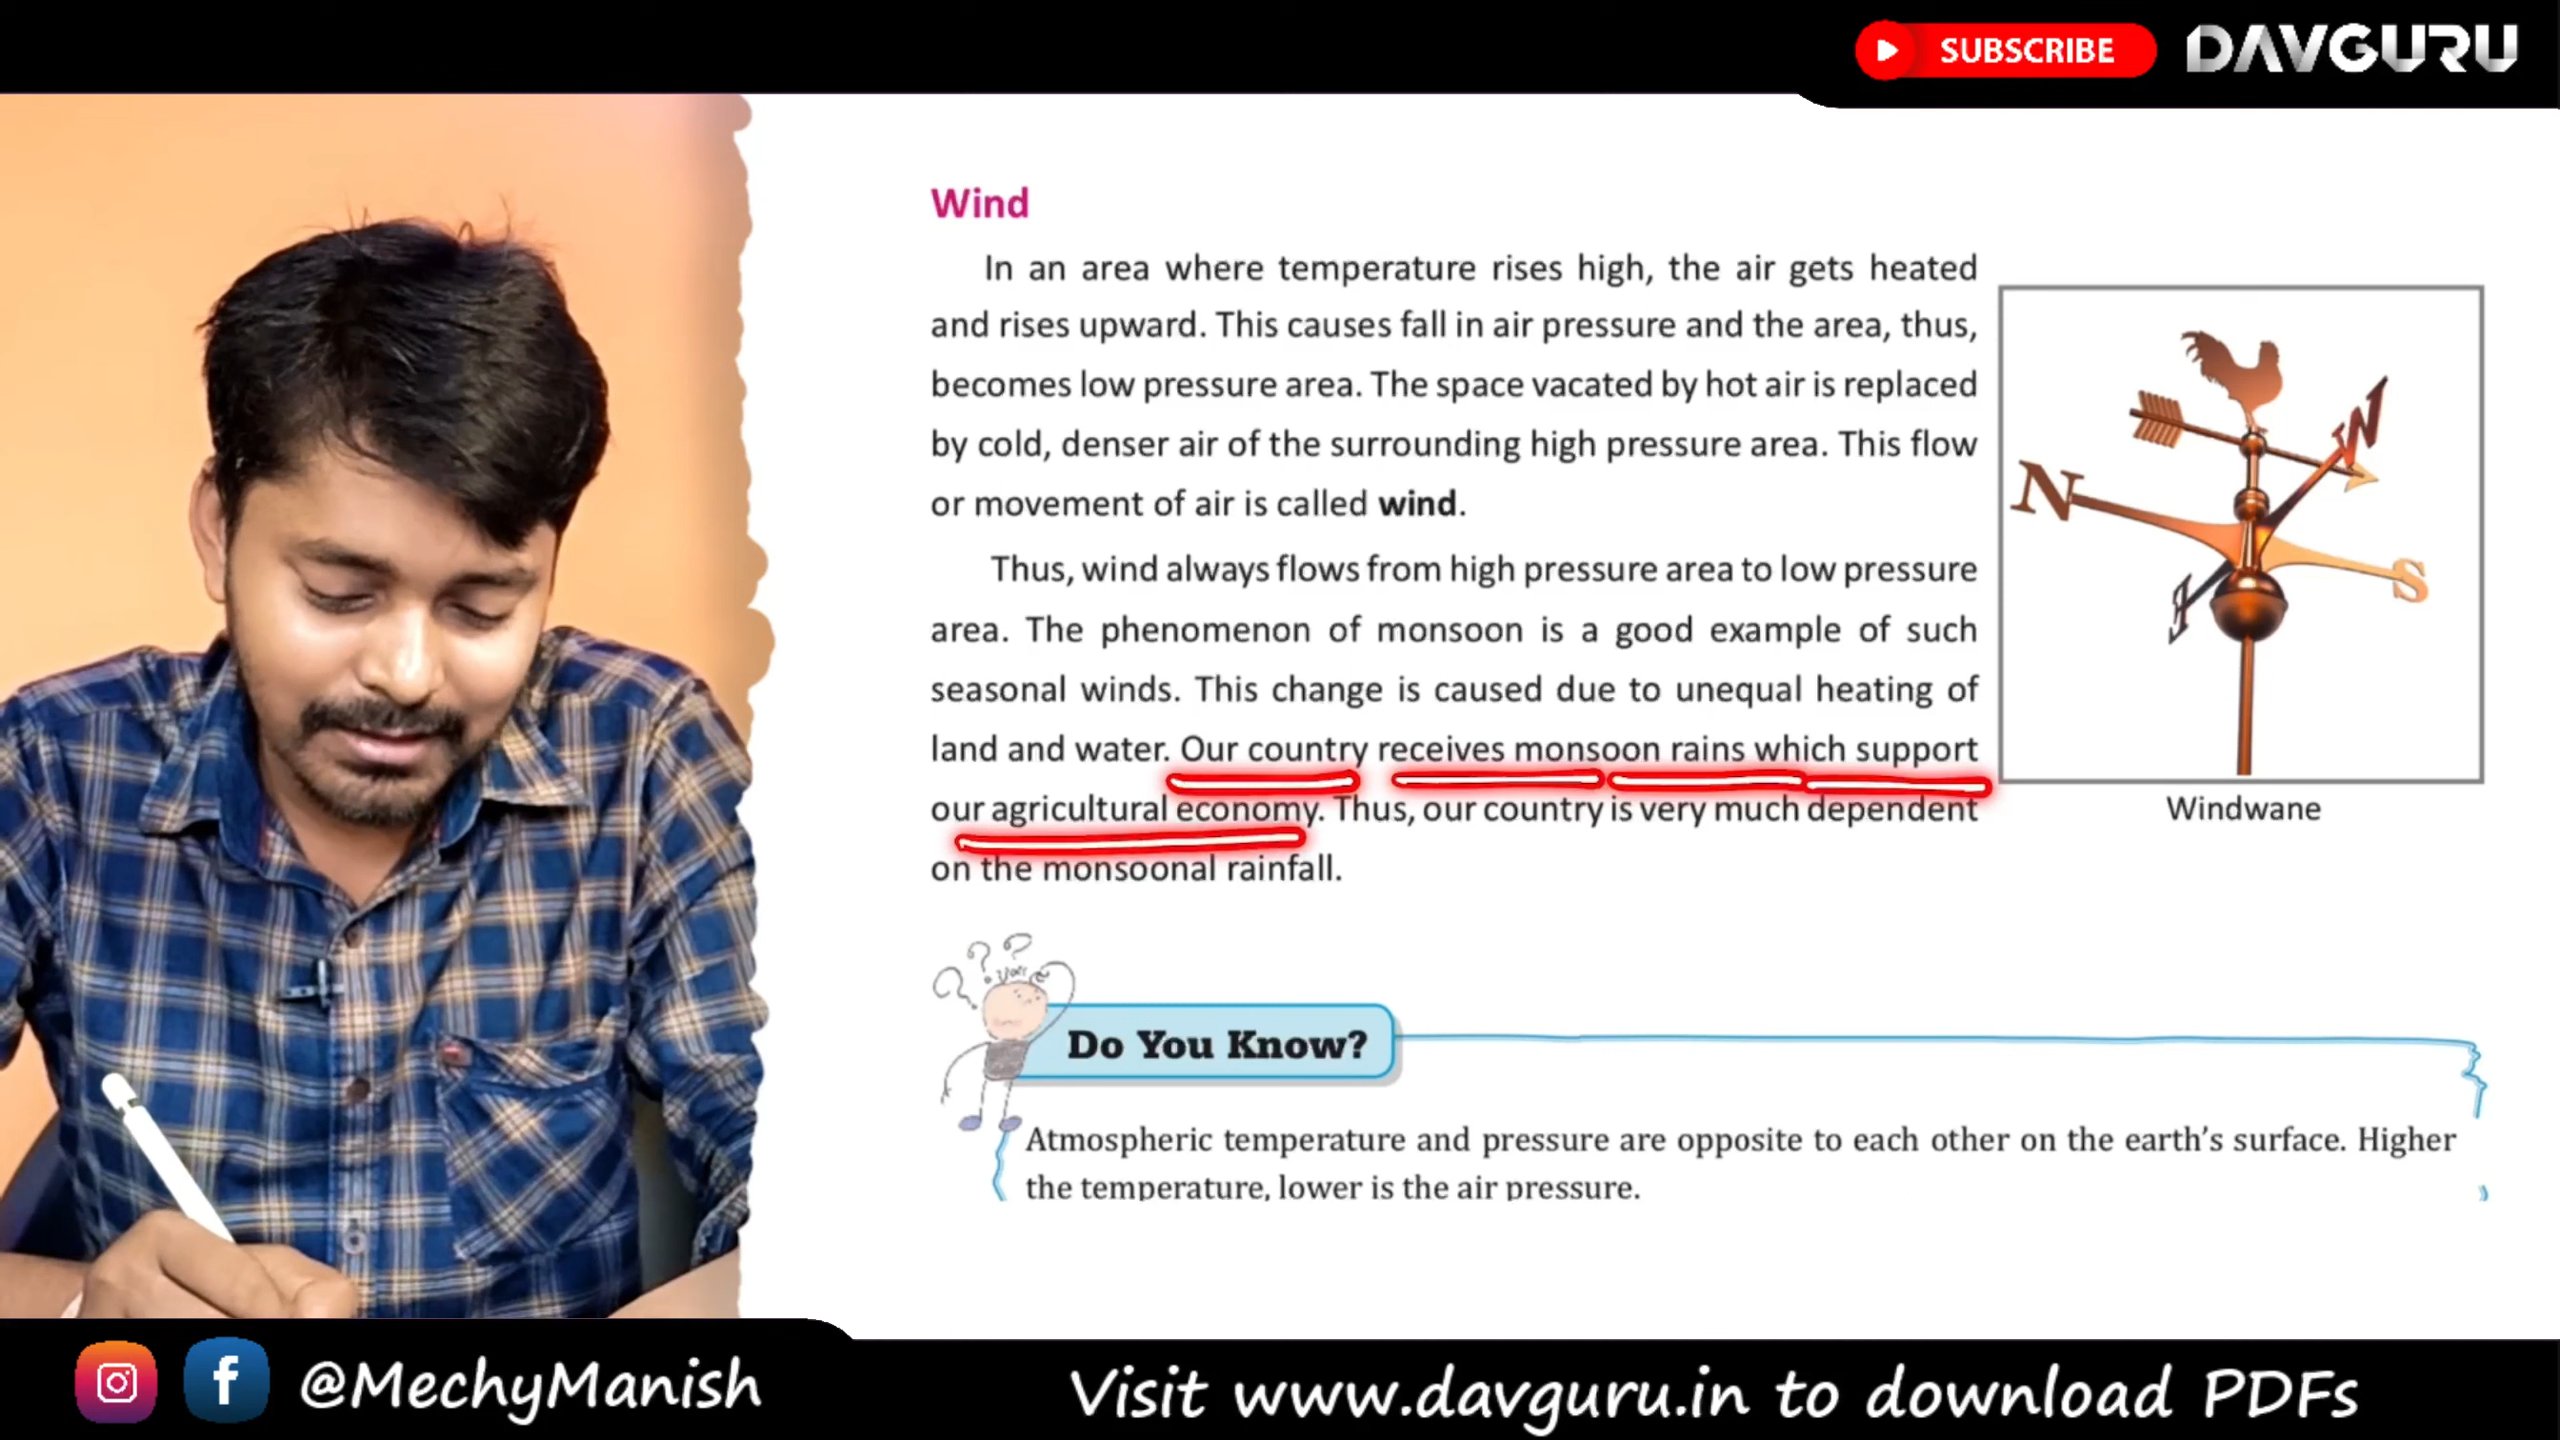 SUBSCRIBE
DAVGURU
Wind
In an area where temperature rises high, the air gets heated
and rises upward. This causes fall in air pressure and the area, thus,
becomes low pressure area. The space vacated by hot air is replaced
by cold, denser air of the surrounding high pressure area. This flow
or movement of air is called wind.
Thus, wind always flows from high pressure area to low pressure
area. The phenomenon of monsoon is a good example of such
seasonal winds. This change is caused due to unequal heating of
land and water. Our country receives monsoon rains which support
our agricultural economy. Thus, our country is very much dependent
on the monsoonal rainfall.
N
W
S
E
Windwane
? ? ?
Do You Know?
Atmospheric temperature and pressure are opposite to each other on the earth's surface. Higher
the temperature, lower is the air pressure.
f
@MechyManish
Visit www.davguru.in to download PDFs